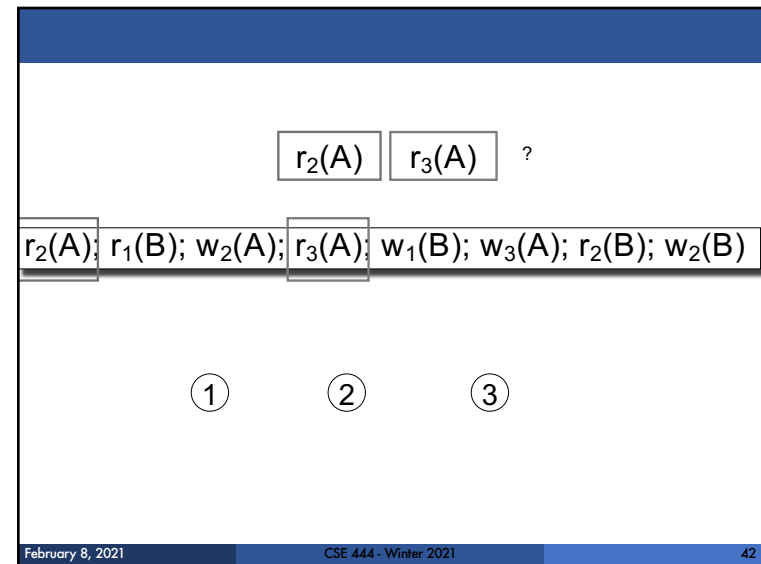 r₂(A) r₃(A) ?
r₂(A); r₁(B); w₂(A); r₃(A); w₁(B); w₃(A); r₂(B); w₂(B)
1 2 3
February 8, 2021 CSE 444 - Winter 2021 42